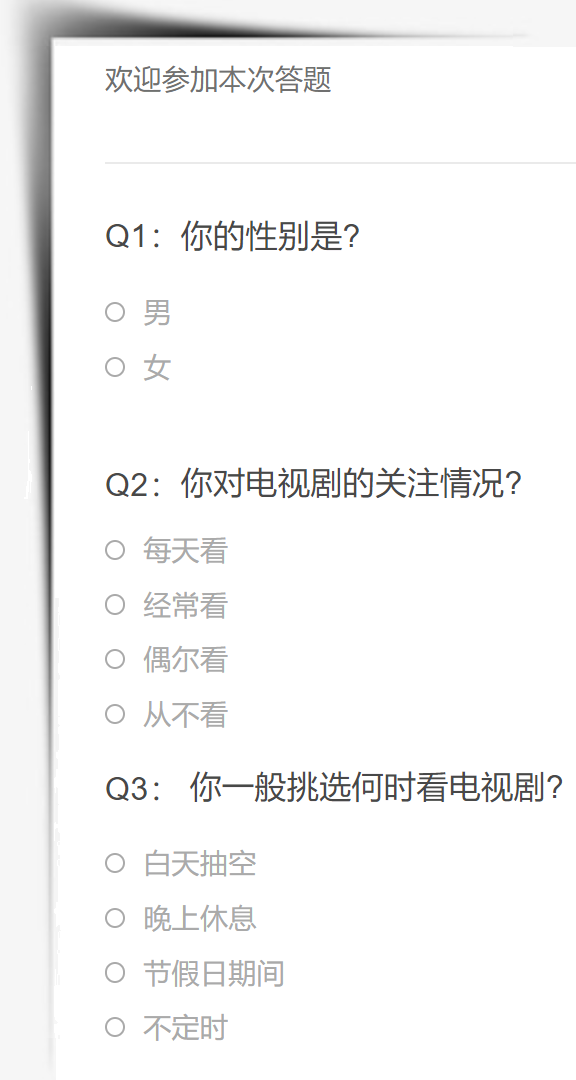 欢迎参加本次答题
Q1：你的性别是?
男
女
Q2：你对电视剧的关注情况?
每天看
经常看
偶尔看
从不看
Q3： 你一般挑选何时看电视剧?
白天抽空
晚上休息
节假日期间
不定时